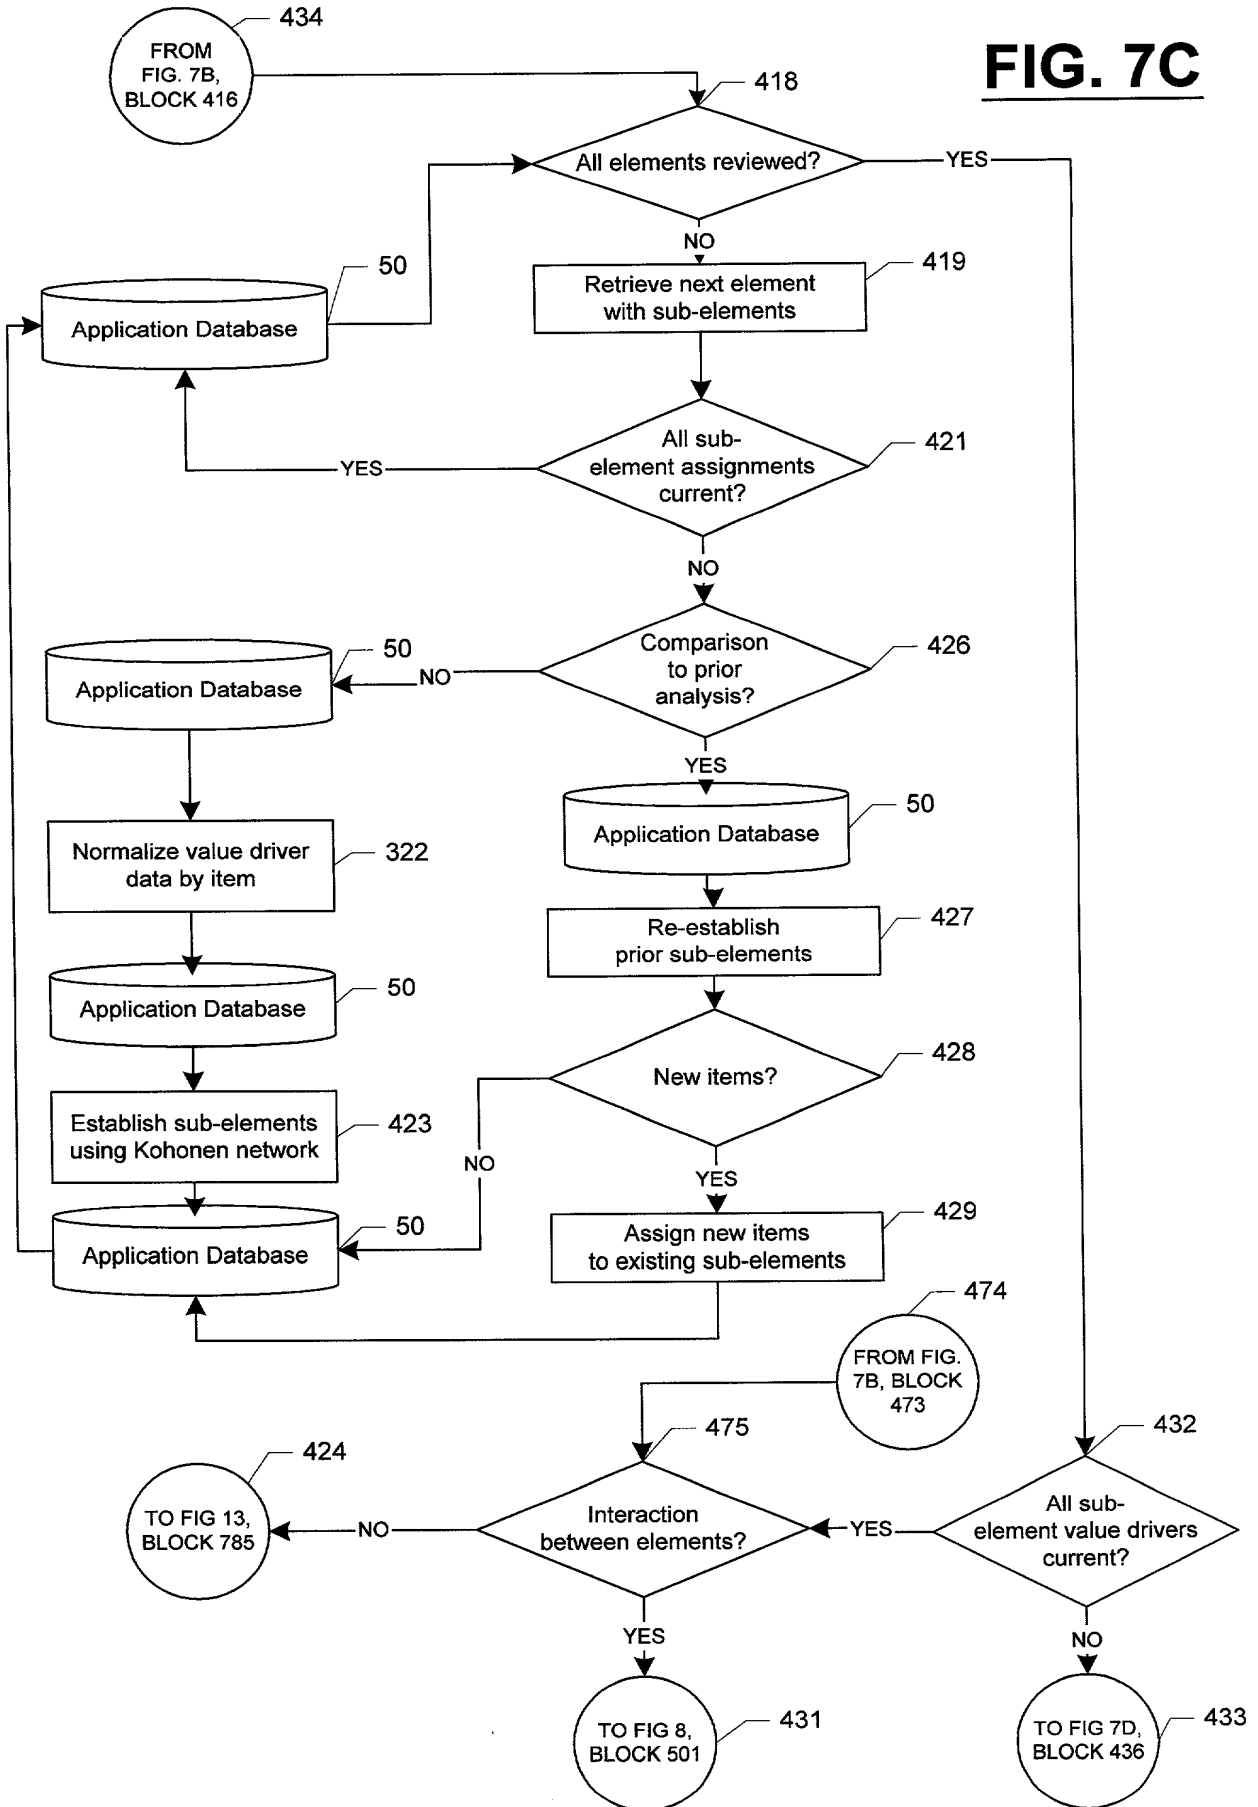 434
FROM
FIG. 7B,
BLOCK 416
FIG. 7C
418
All elements reviewed?
YES
NO
50
Application Database
419
Retrieve next element
with sub-elements
421
All sub-
element assignments
current?
YES
NO
426
Comparison
to prior
analysis?
NO
50
Application Database
YES
50
Application Database
322
Normalize value driver
data by item
427
Re-establish
prior sub-elements
50
Application Database
428
New items?
NO
YES
423
Establish sub-elements
using Kohonen network
429
Assign new items
to existing sub-elements
50
Application Database
474
FROM FIG.
7B, BLOCK
473
475
Interaction
between elements?
432
All sub-
element value drivers
current?
YES
NO
424
TO FIG 13,
BLOCK 785
NO
YES
431
TO FIG 8,
BLOCK 501
433
TO FIG 7D,
BLOCK 436